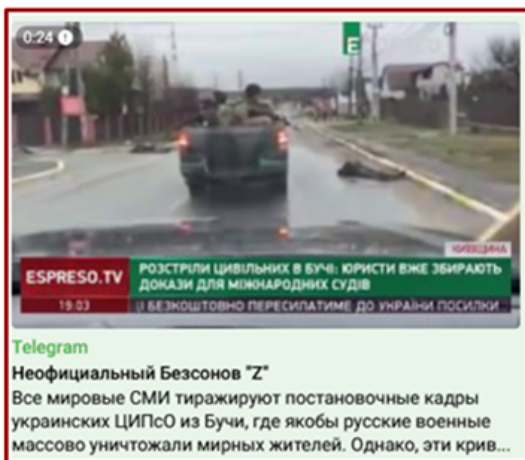 0:24
E ESPRESO
КИЇВЩИНА
ESPRESO.TV
РОЗСТРІЛИ ЦИВІЛЬНИХ В БУЧІ: ЮРИСТИ ВЖЕ ЗБИРАЮТЬ
ДОКАЗИ ДЛЯ МІЖНАРОДНИХ СУДІВ
19:03
І БЕЗКОШТОВНО ПЕРЕСИЛАТИМЕ ДО УКРАЇНИ ПОСИЛКИ
Telegram
Неофициальный Безсонов "Z"
Все мировые СМИ тиражируют постановочные кадры
украинских ЦИПсО из Бучи, где якобы русские военные
массово уничтожали мирных жителей. Однако, эти крив...